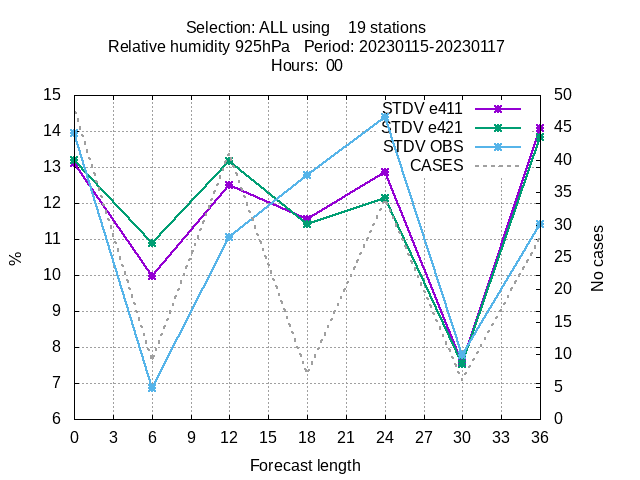 Selection: ALL using    19 stations
Relative humidity 925hPa   Period: 20230115-20230117
Hours:  00
STDV e411
STDV e421
STDV OBS
CASES
15
14
13
12
11
10
9
8
7
6
%
50
45
40
35
30
25
20
15
10
5
0
No cases
0 3 6 9 12 15 18 21 24 27 30 33 36
Forecast length